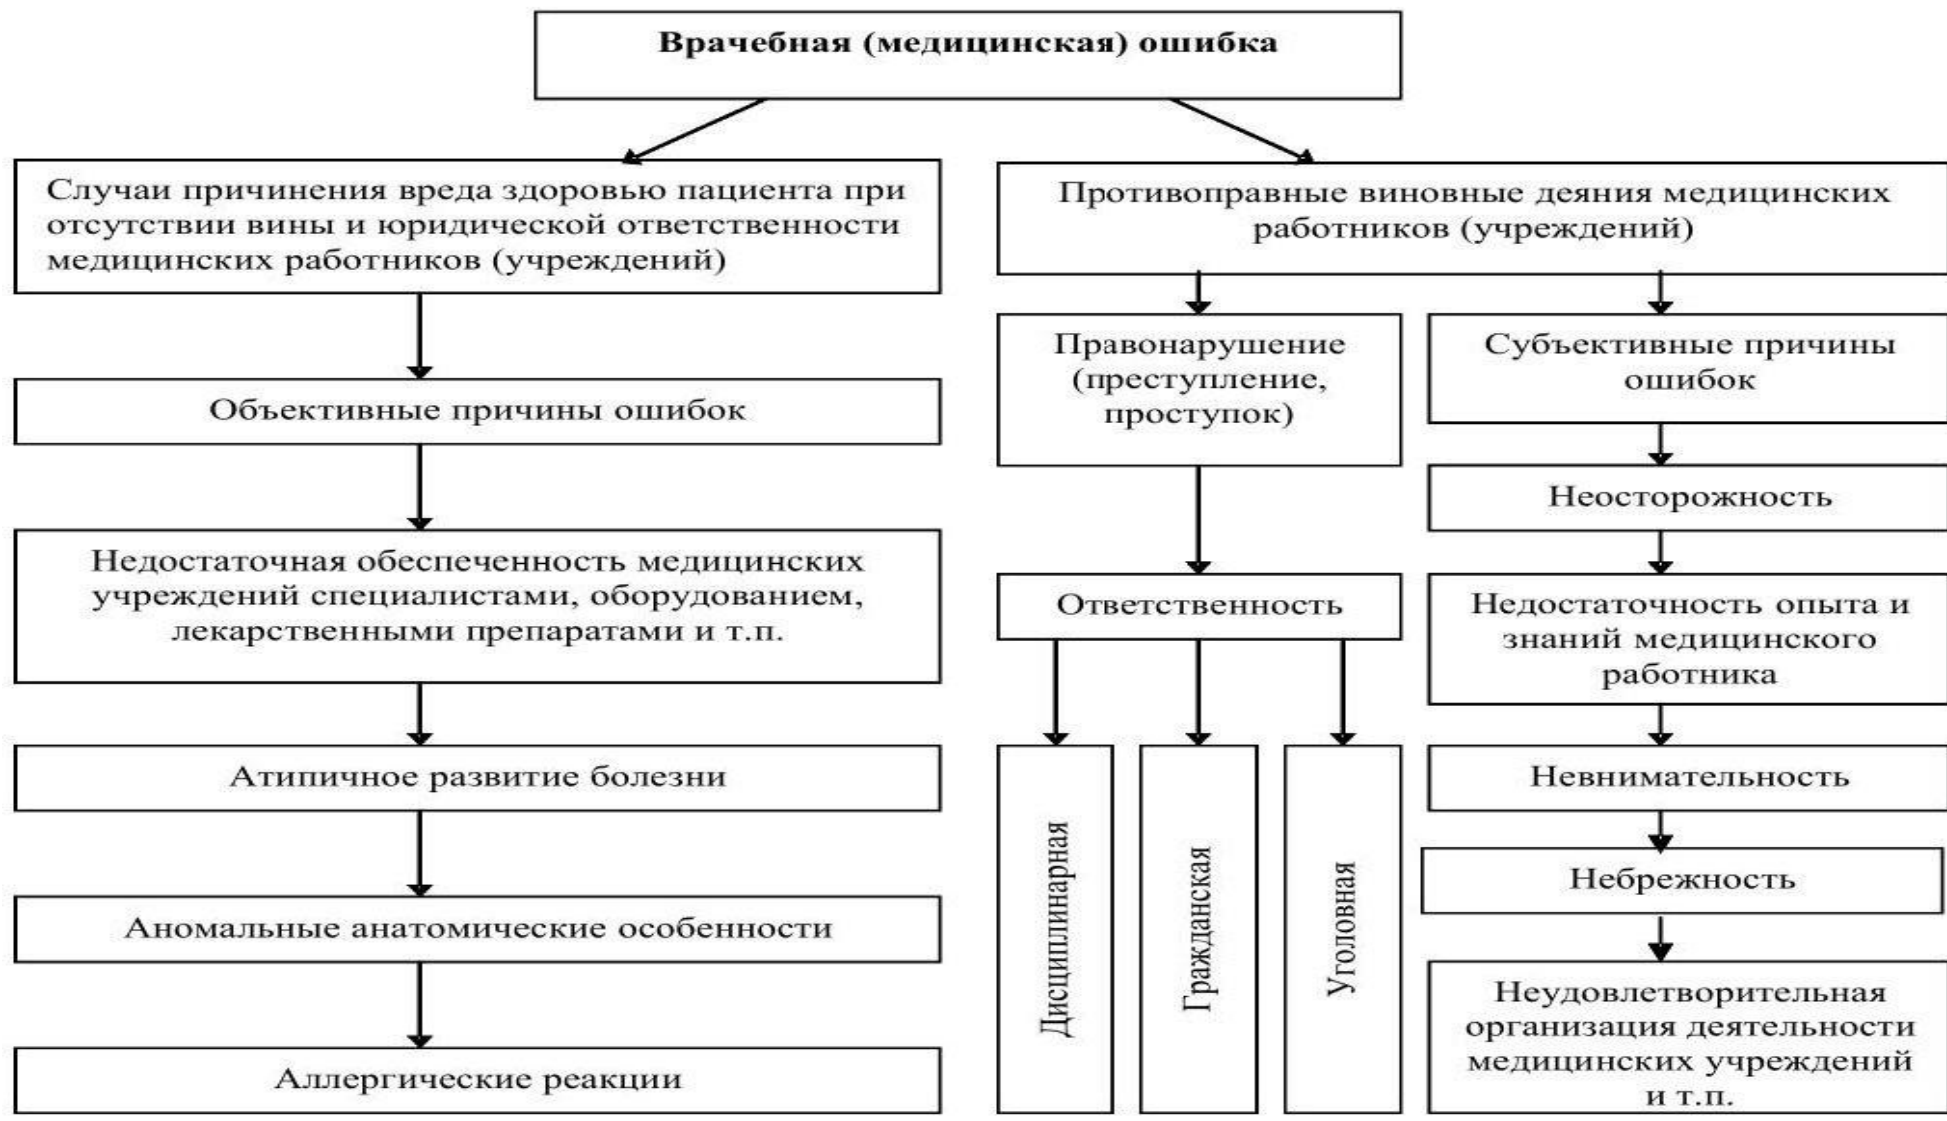 Врачебная (медицинская) ошибка
Случаи причинения вреда здоровью пациента при
отсутствии вины и юридической ответственности
медицинских работников (учреждений)
Объективные причины ошибок
Недостаточная обеспеченность медицинских
учреждений специалистами, оборудованием,
лекарственными препаратами и т.п.
Атипичное развитие болезни
Аномальные анатомические особенности
Аллергические реакции
Противоправные виновные деяния медицинских
работников (учреждений)
Правонарушение
(преступление,
проступок)
Ответственность
Дисциплинарная
Гражданская
Уголовная
Субъективные причины
ошибок
Неосторожность
Недостаточность опыта и
знаний медицинского
работника
Невнимательность
Небрежность
Неудовлетворительная
организация деятельности
медицинских учреждений
и т.п.